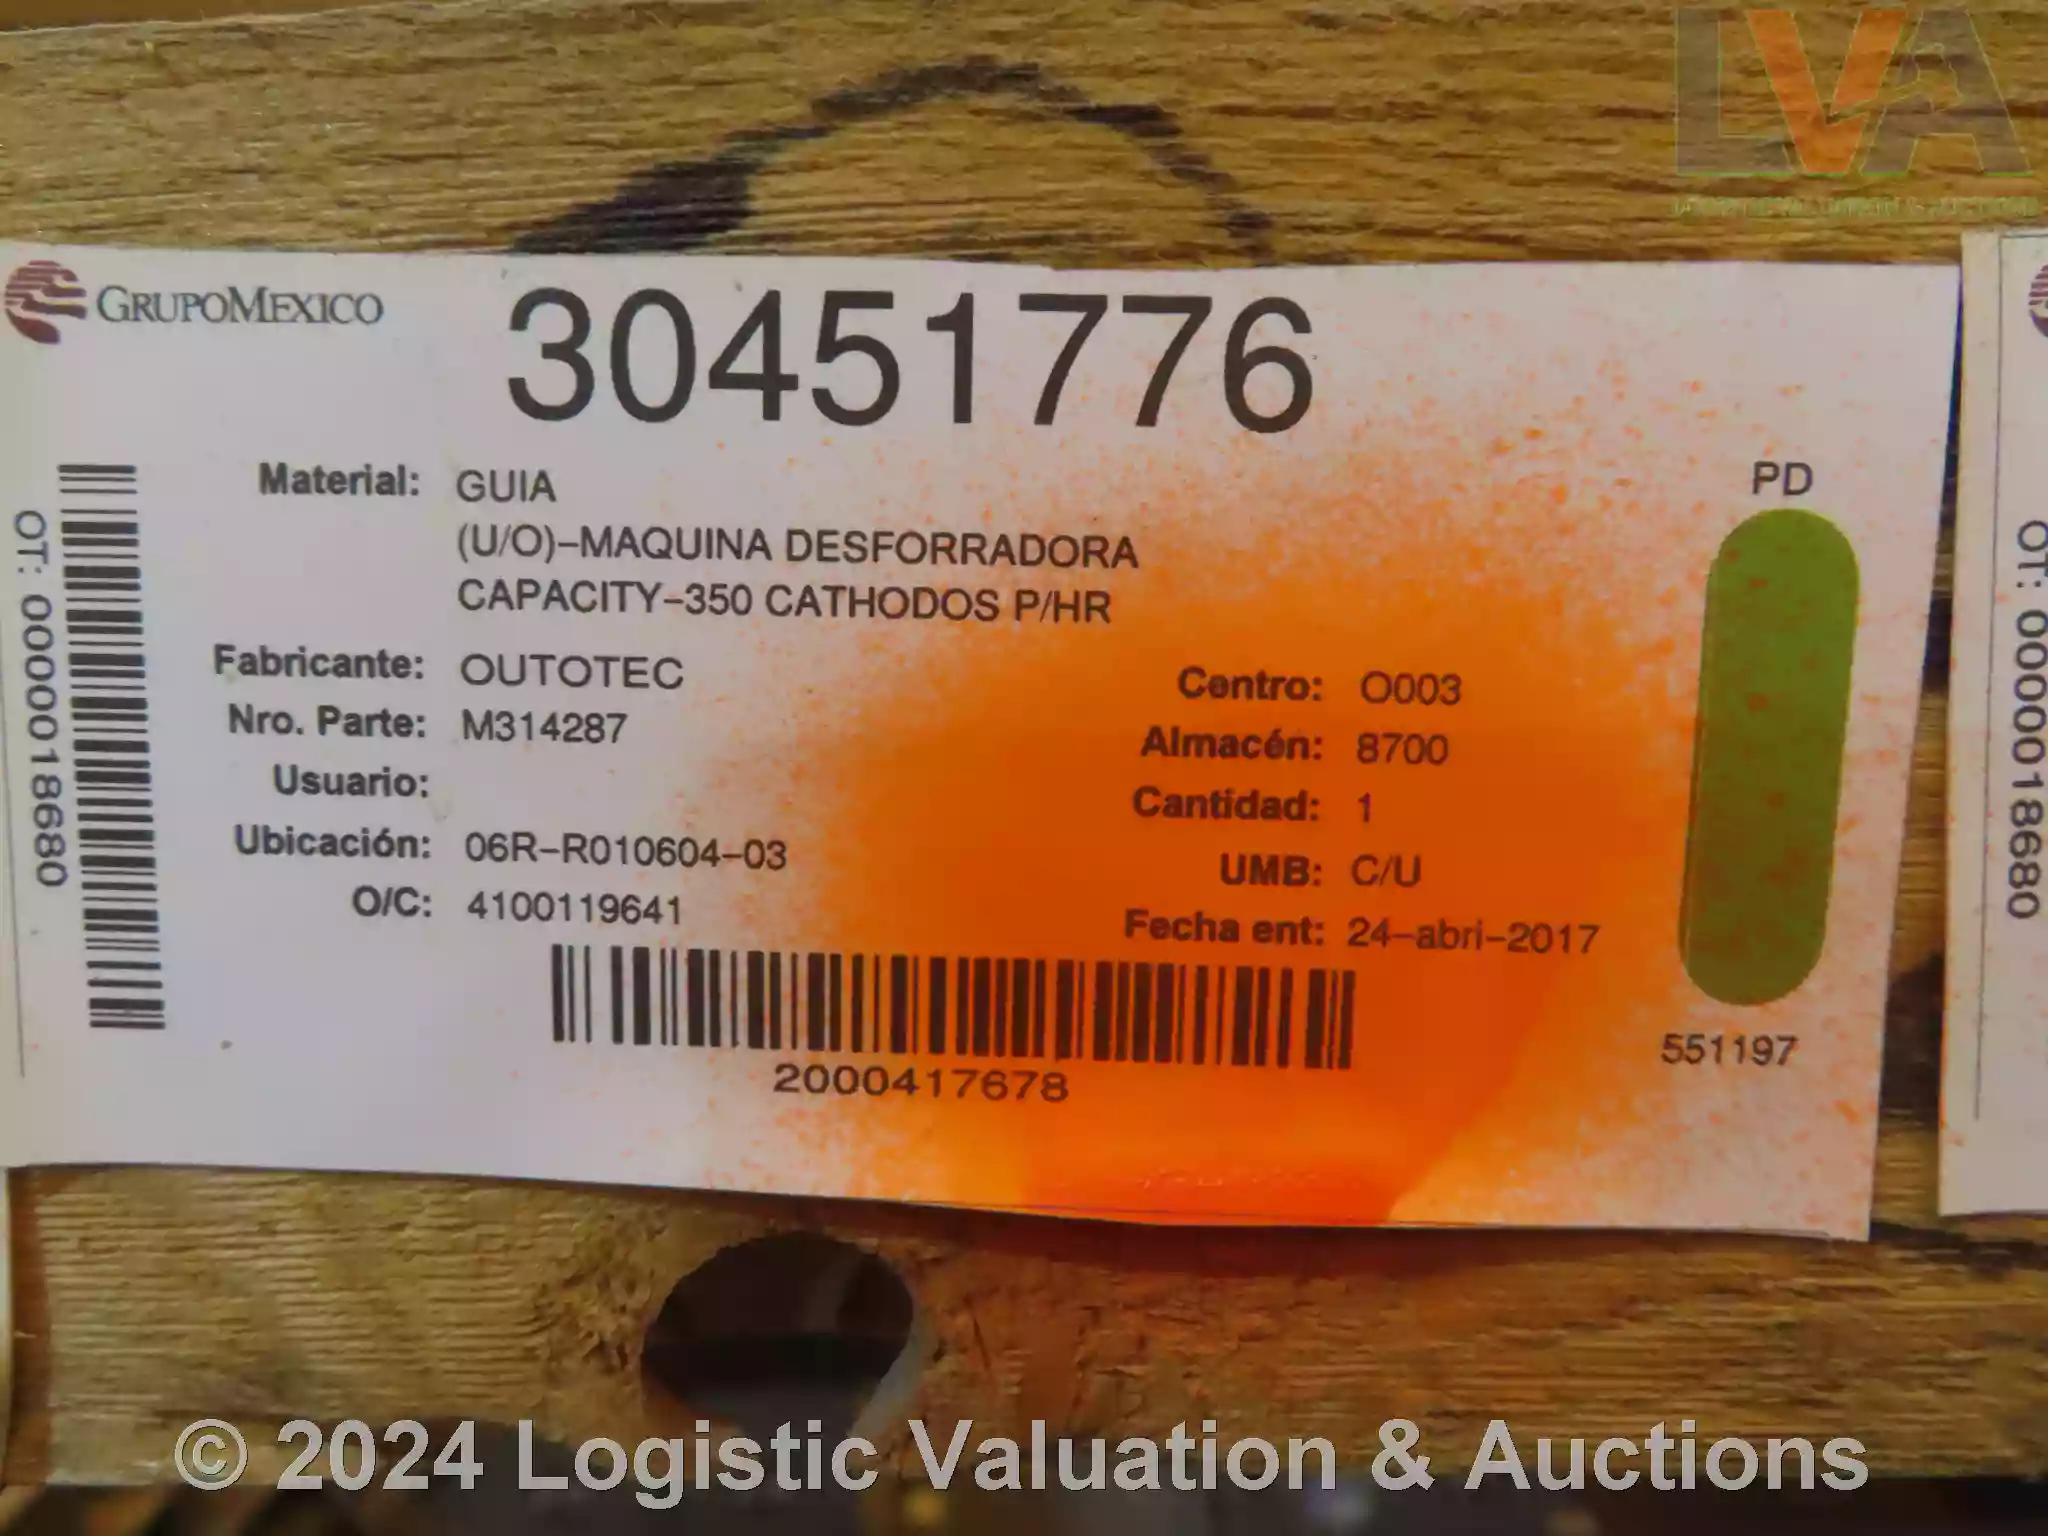 LVA
GRUPOMEXICO
30451776
Material: GUIA
(U/O)-MAQUINA DESFORRADORA
CAPACITY-350 CATHODOS P/HR
Fabricante: OUTOTEC
Nro. Parte: M314287
Usuario:
Ubicación: 06R-R010604-03
O/C: 4100119641
Centro: O003
Almacén: 8700
Cantidad: 1
UMB: C/U
Fecha ent: 24-abri-2017
2000417678
PD
551197
OT: 0000018680
OT: 0000018680
© 2024 Logistic Valuation & Auctions